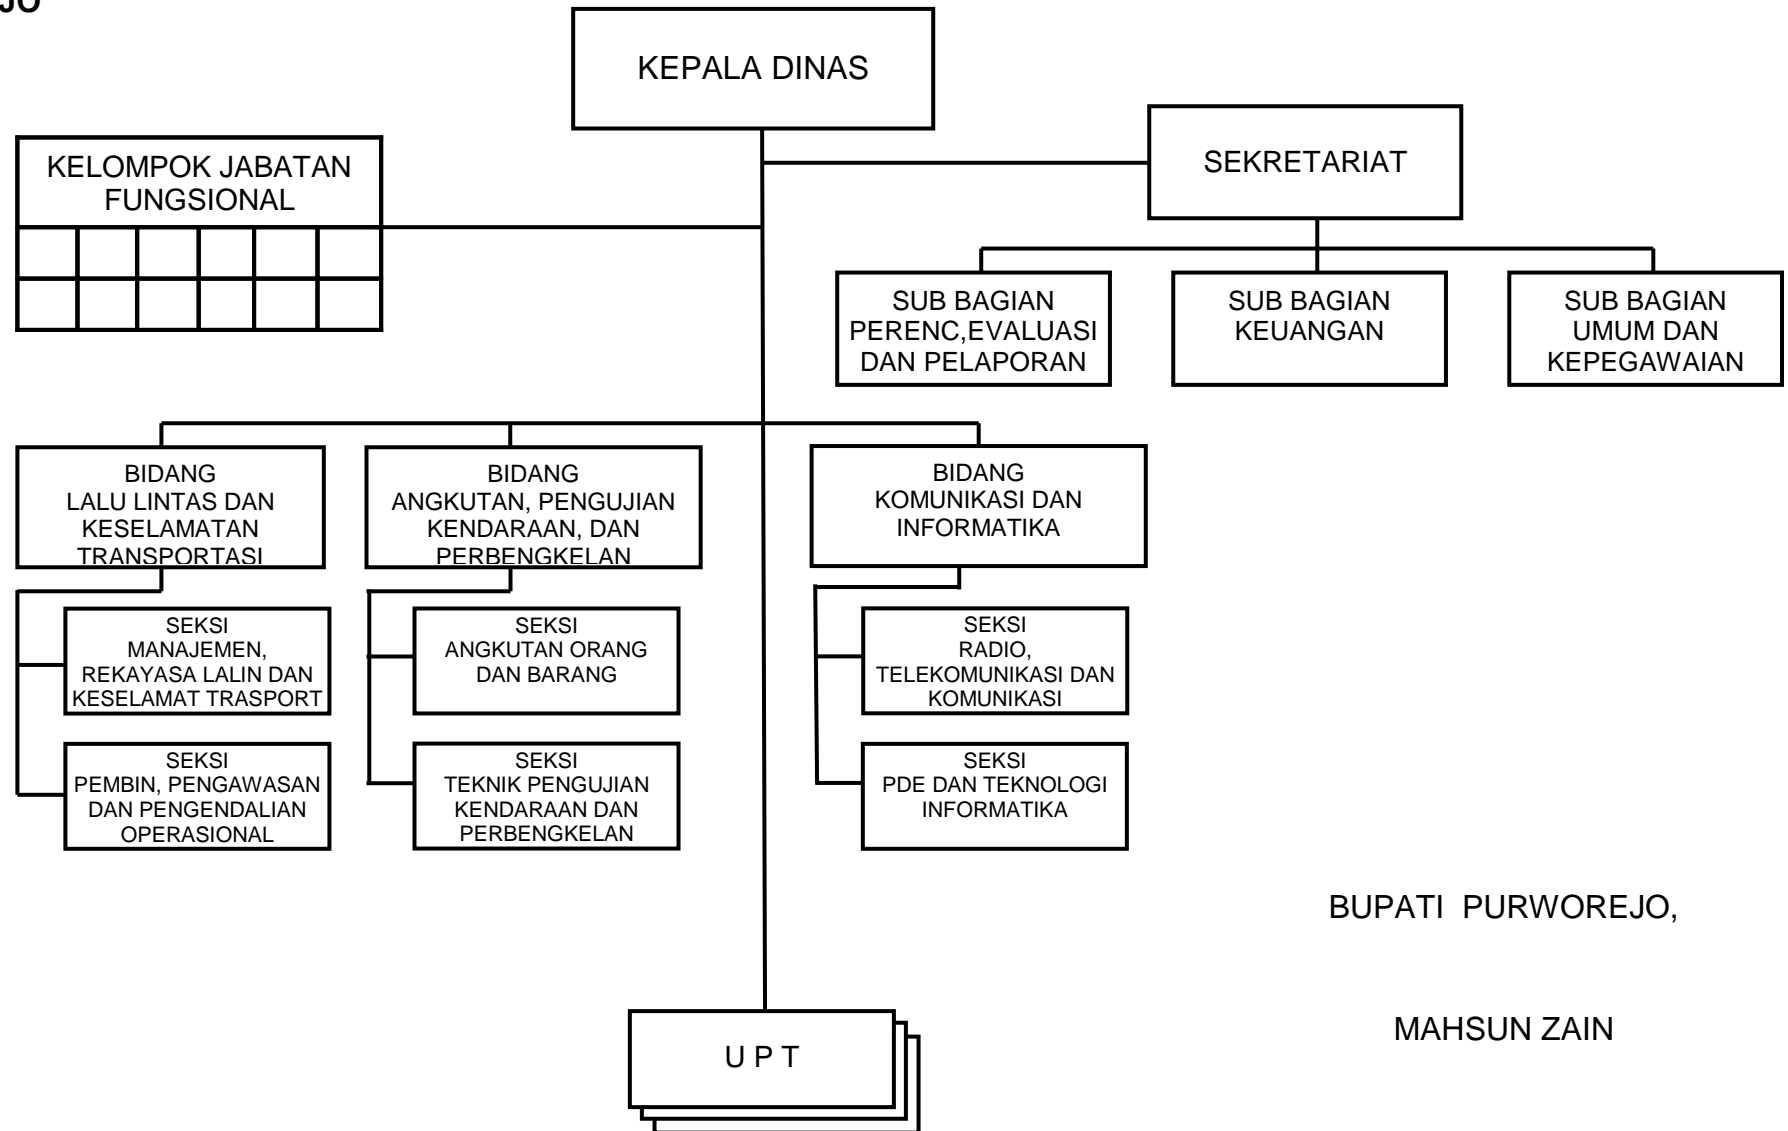 JO
KEPALA DINAS
SEKRETARIAT
KELOMPOK JABATAN
FUNGSIONAL
SUB BAGIAN
PERENC,EVALUASI
DAN PELAPORAN
SUB BAGIAN
KEUANGAN
SUB BAGIAN
UMUM DAN
KEPEGAWAIAN
BIDANG
LALU LINTAS DAN
KESELAMATAN
TRANSPORTASI
BIDANG
ANGKUTAN, PENGUJIAN
KENDARAAN, DAN
PERBENGKELAN
BIDANG
KOMUNIKASI DAN
INFORMATIKA
SEKSI
MANAJEMEN,
REKAYASA LALIN DAN
KESELAMAT TRASPORT
SEKSI
ANGKUTAN ORANG
DAN BARANG
SEKSI
RADIO,
TELEKOMUNIKASI DAN
KOMUNIKASI
SEKSI
PEMBIN, PENGAWASAN
DAN PENGENDALIAN
OPERASIONAL
SEKSI
TEKNIK PENGUJIAN
KENDARAAN DAN
PERBENGKELAN
SEKSI
PDE DAN TEKNOLOGI
INFORMATIKA
BUPATI  PURWOREJO,
MAHSUN ZAIN
U P T